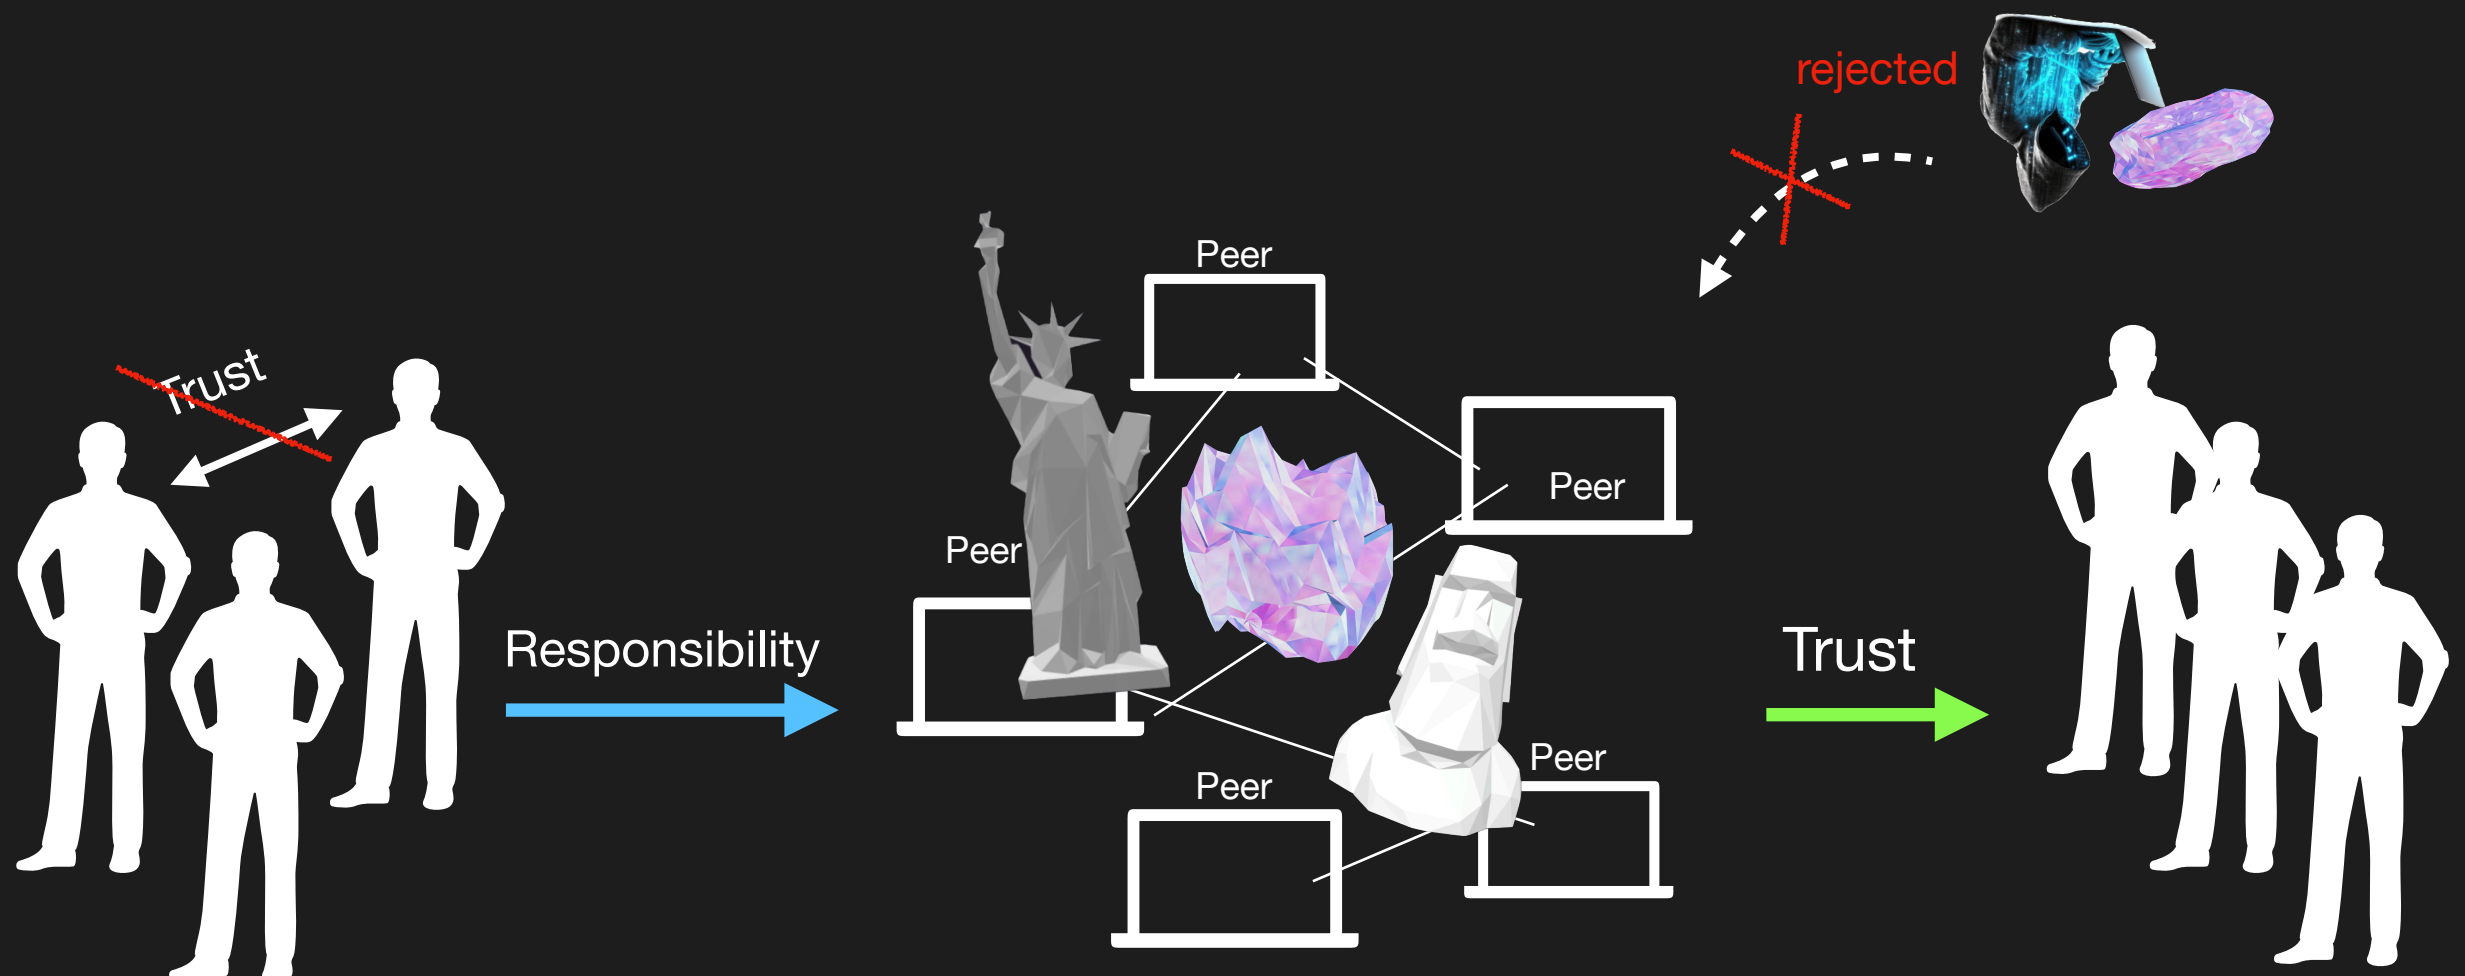 rejected
Peer
Trust
Peer
Peer
Responsibility
Trust
Peer
Peer